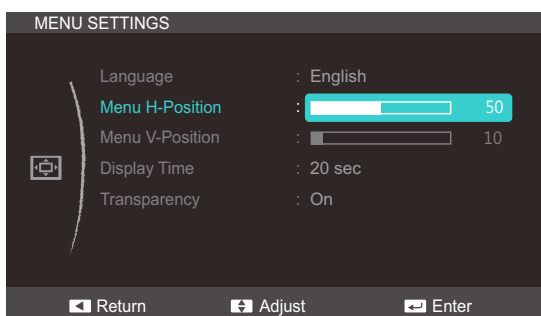 MENU SETTINGS
Language : English
Menu H-Position : 50
Menu V-Position : 10
Display Time : 20 sec
Transparency : On
Return Adjust Enter